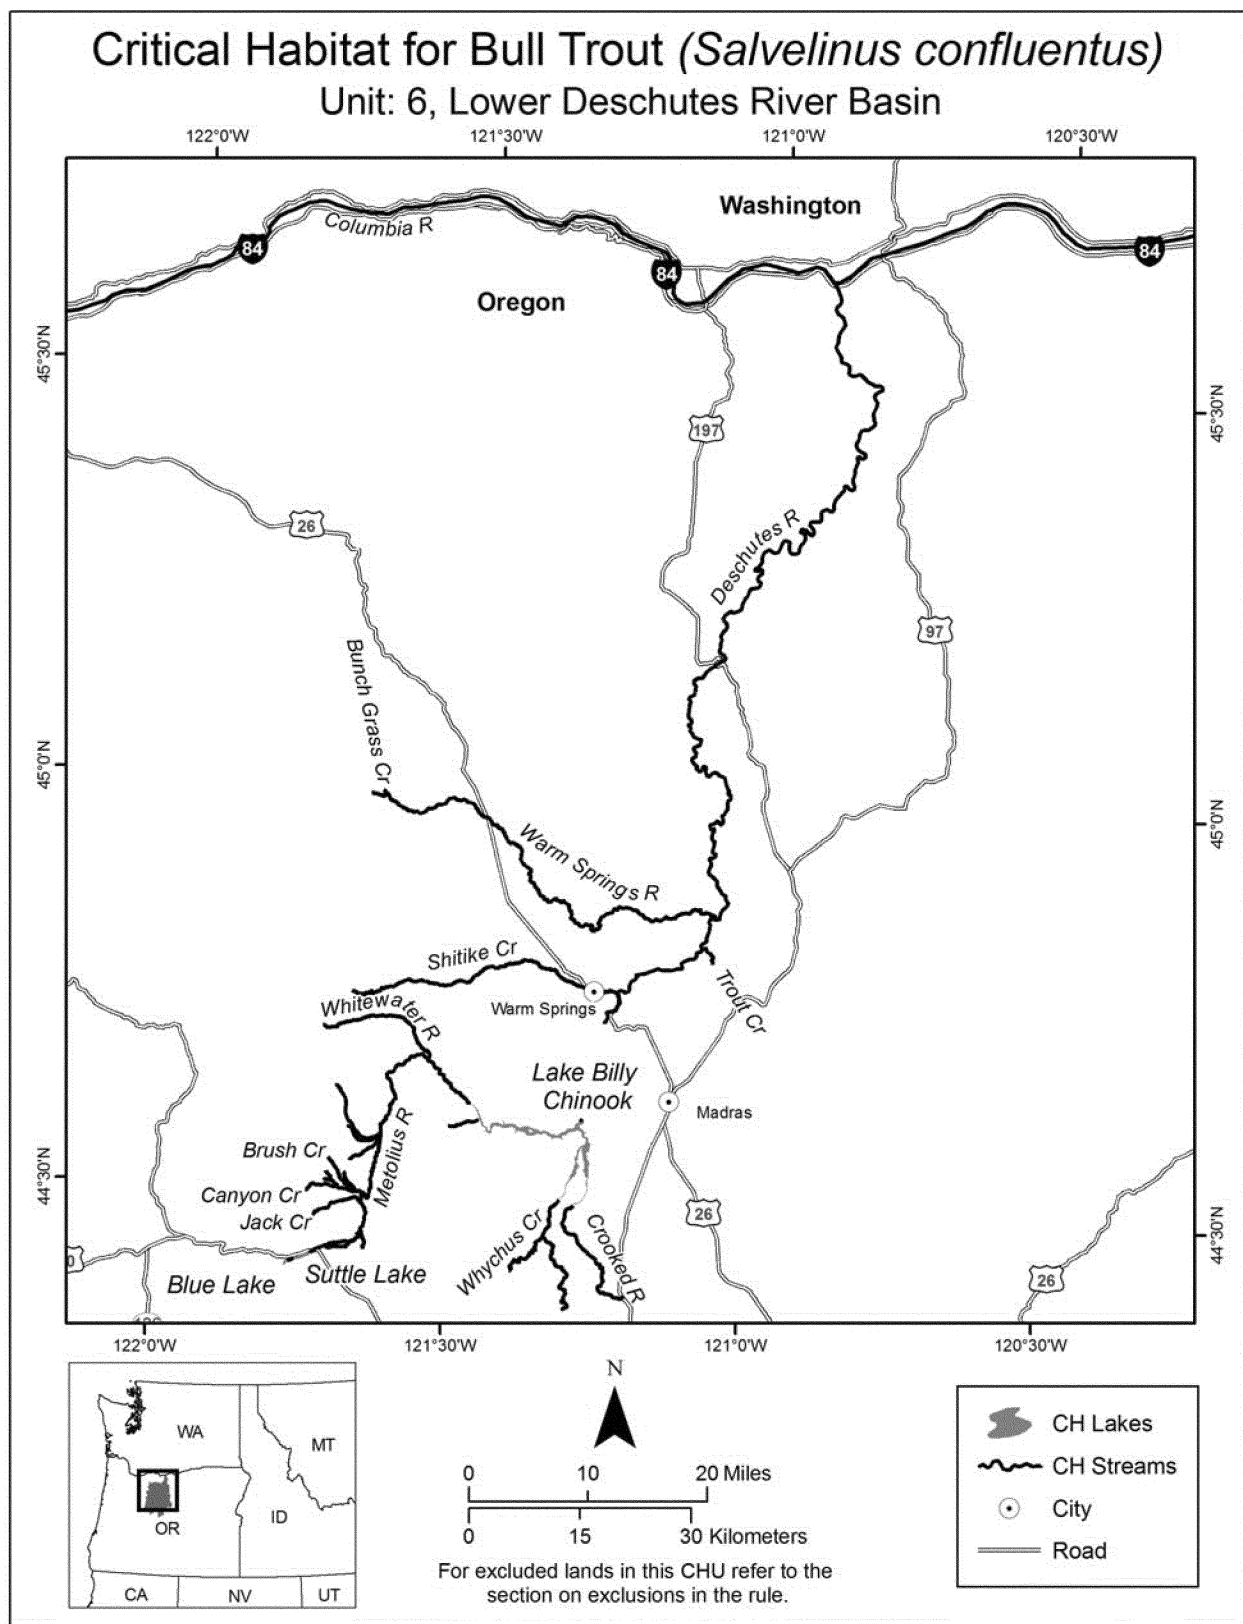 Critical Habitat for Bull Trout (Salvelinus confluentus)
Unit: 6, Lower Deschutes River Basin
122°0'W
121°30'W
121°0'W
120°30'W
Washington
Columbia R
84
84
84
Oregon
45°30'N
45°30'N
197
26
Deschutes R
97
Bunch Grass Cr
45°0'N
45°0'N
Warm Springs R
Shitike Cr
Whitewater R
Warm Springs
Trout Cr
Lake Billy
Chinook
Madras
Metolius R
Brush Cr
Canyon Cr
Jack Cr
44°30'N
44°30'N
26
Whychus Cr
Crooked R
Blue Lake
Suttle Lake
26
122°0'W
121°30'W
121°0'W
120°30'W
WA
MT
OR
ID
CA
NV
UT
N
0 10 20 Miles
0 15 30 Kilometers
For excluded lands in this CHU refer to the
section on exclusions in the rule.
CH Lakes
CH Streams
City
Road